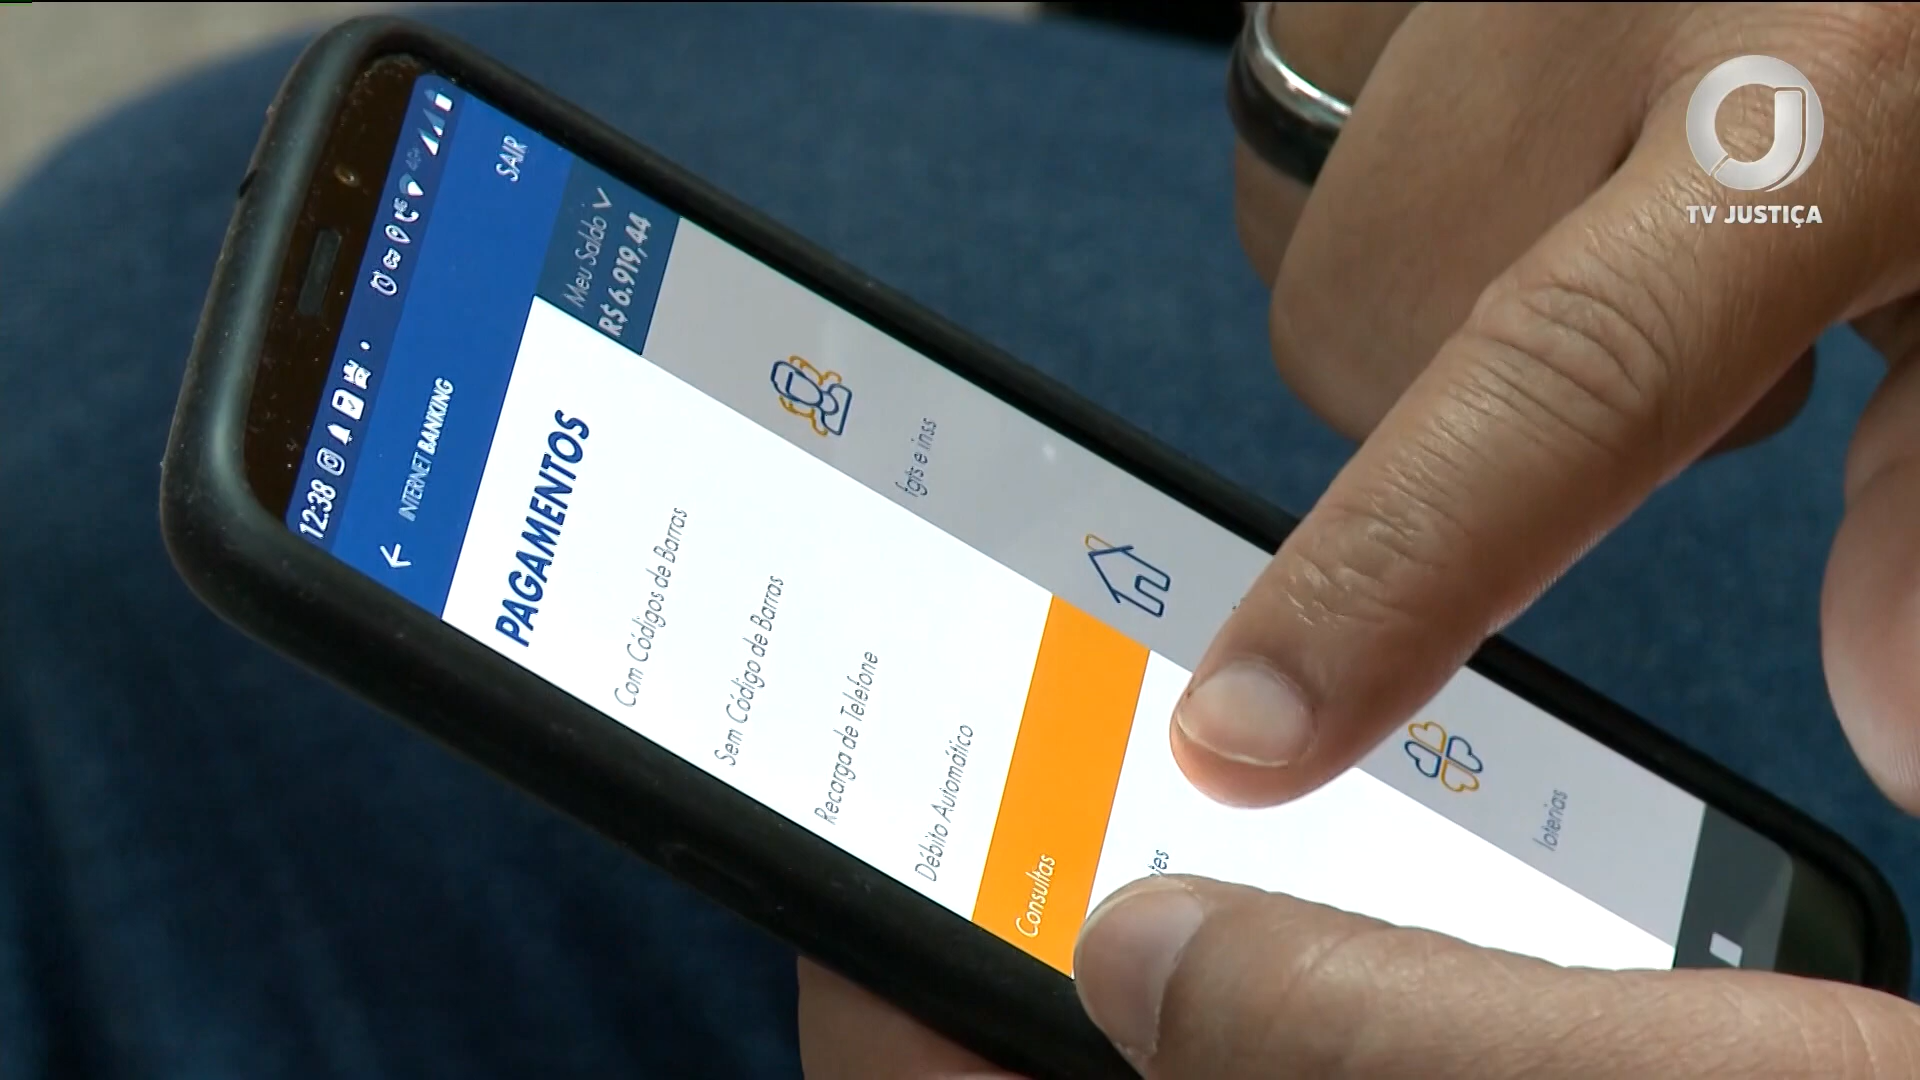 TV JUSTIÇA
12:38
INTERNET BANKING
SAIR
Meu Saldo
R$ 6.919,44
PAGAMENTOS
Com Códigos de Barras
Sem Código de Barras
Recarga de Telefone
Débito Automático
Consultas
fgts e inss
loterias